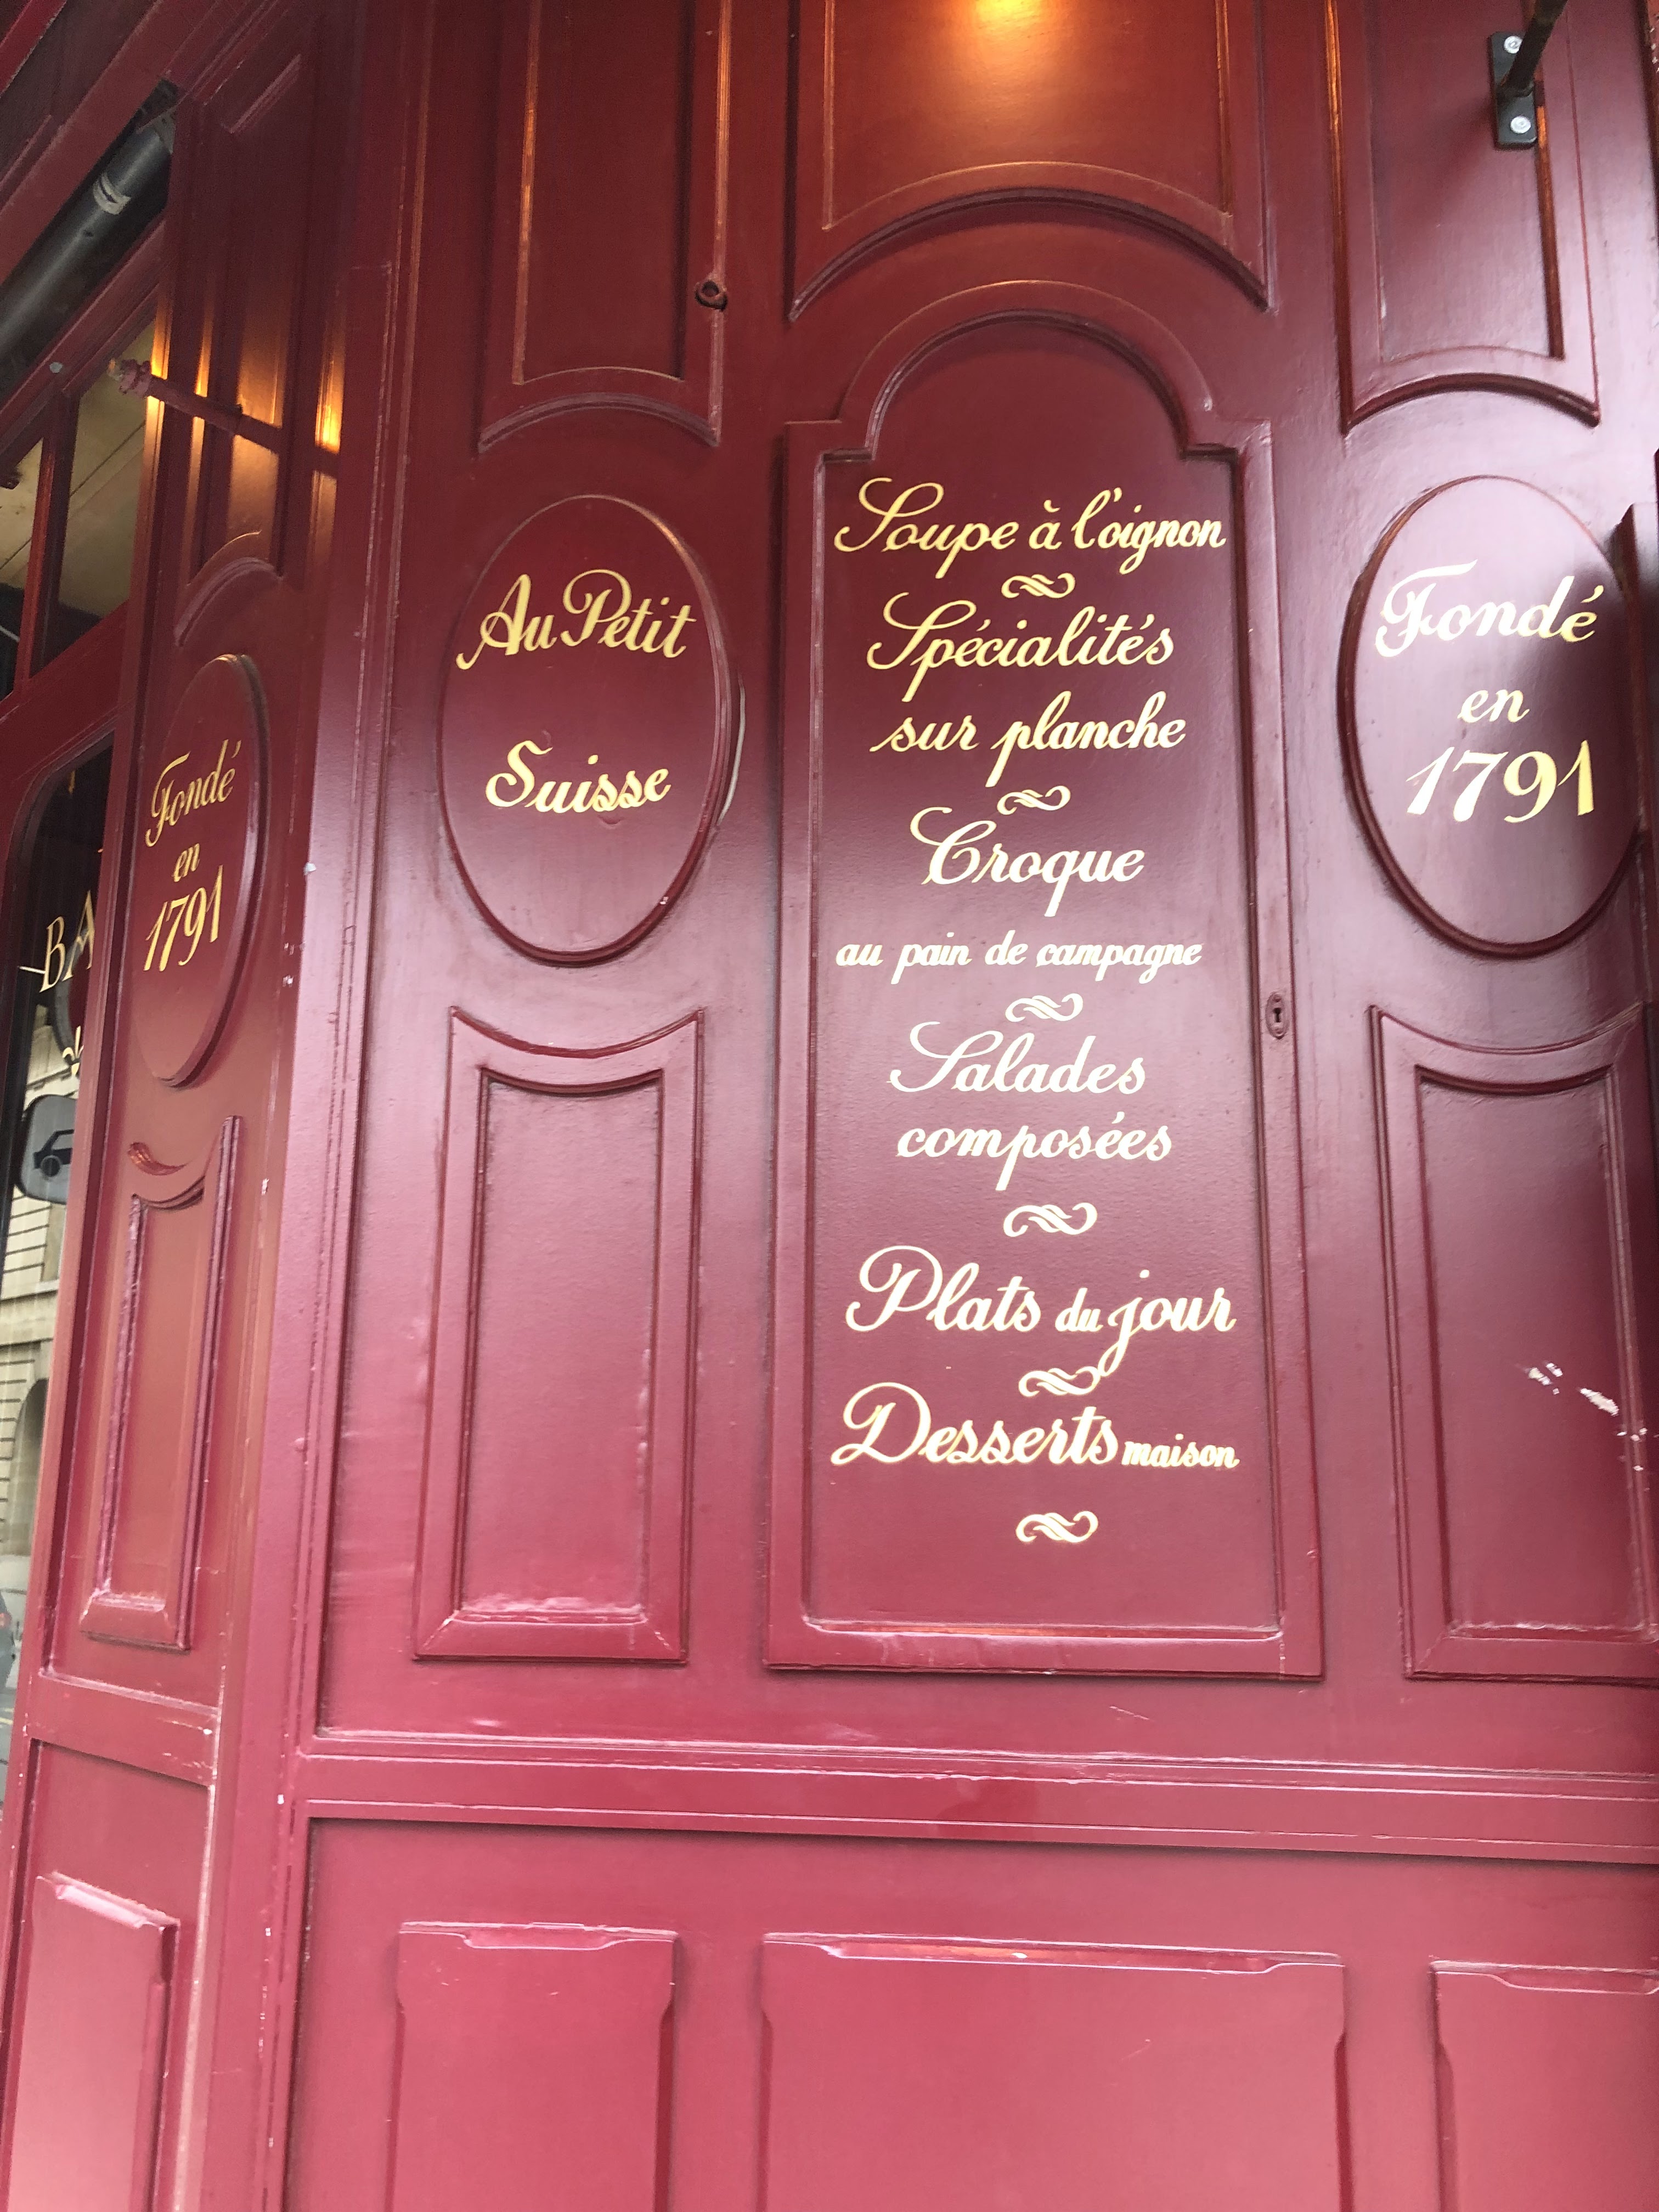 Fondé
en
1791
Au Petit
Suisse
Soupe à l'oignon
Spécialités
sur planche
Croque
au pain de campagne
Salades
composées
Plats du jour
Desserts maison
Fondé
en
1791